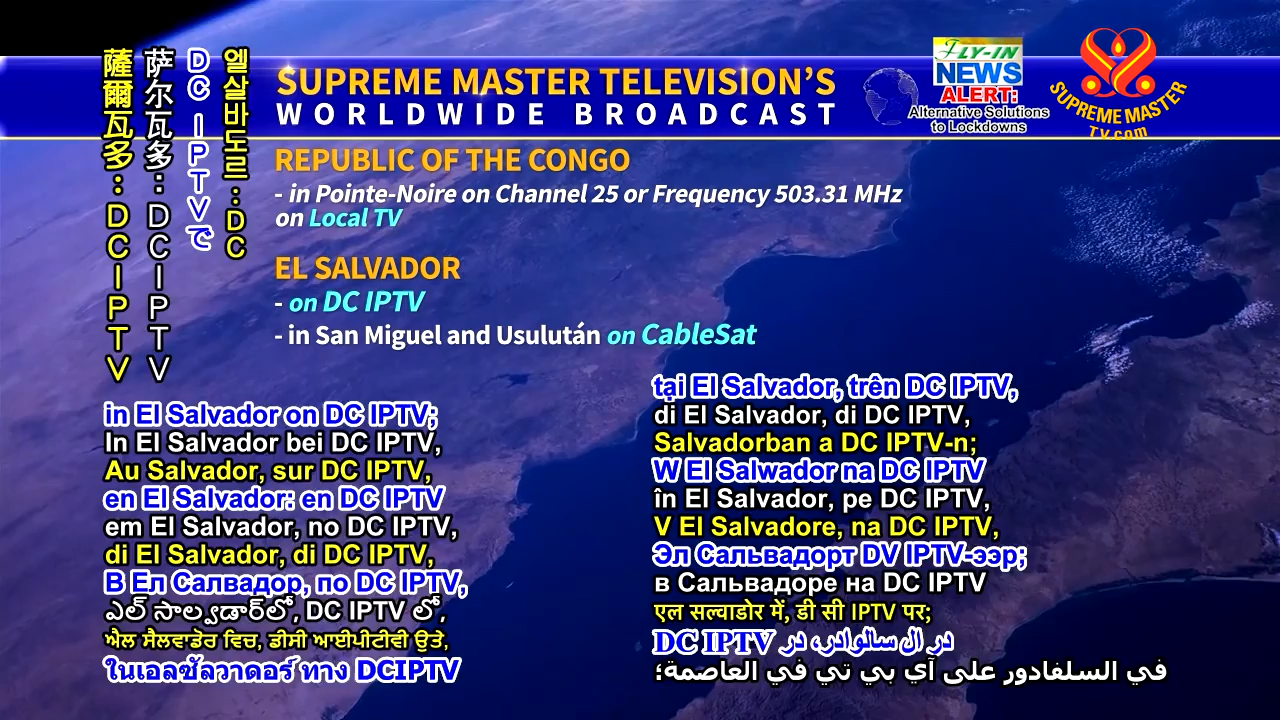 薩爾瓦多：DCIPTV
萨尔瓦多：DCIPTV
DC IPTVで
엘살바도르:DC
SUPREME MASTER TELEVISION'S
WORLDWIDE BROADCAST
FLY-IN
NEWS
ALERT:
Alternative Solutions
to Lockdowns
SUPREME MASTER
TV.com
REPUBLIC OF THE CONGO
- in Pointe-Noire on Channel 25 or Frequency 503.31 MHz
on Local TV
EL SALVADOR
- on DC IPTV
- in San Miguel and Usulután on CableSat
in El Salvador on DC IPTV;
In El Salvador bei DC IPTV,
Au Salvador, sur DC IPTV,
en El Salvador: en DC IPTV
em El Salvador, no DC IPTV,
di El Salvador, di DC IPTV,
В Ел Салвадор, по DC IPTV,
ఎల్ సాల్వడార్‌లో, DC IPTV లో,
ਐਲ ਸੈਲਵਾਡੋਰ ਵਿਚ, ਡੀਸੀ ਆਈਪੀਟੀਵੀ ਉਤੇ,
ในเอลซัลวาดอร์ ทาง DCIPTV
tại El Salvador, trên DC IPTV,
di El Salvador, di DC IPTV,
Salvadorban a DC IPTV-n;
W El Salwador na DC IPTV
în El Salvador, pe DC IPTV,
V El Salvadore, na DC IPTV,
Эл Сальвадорт DV IPTV-ээр;
в Сальвадоре на DC IPTV
एल सल्वाडोर में, डी सी IPTV पर;
در ال سالوادر، در DC IPTV
في السلفادور على آي بي تي في العاصمة؛